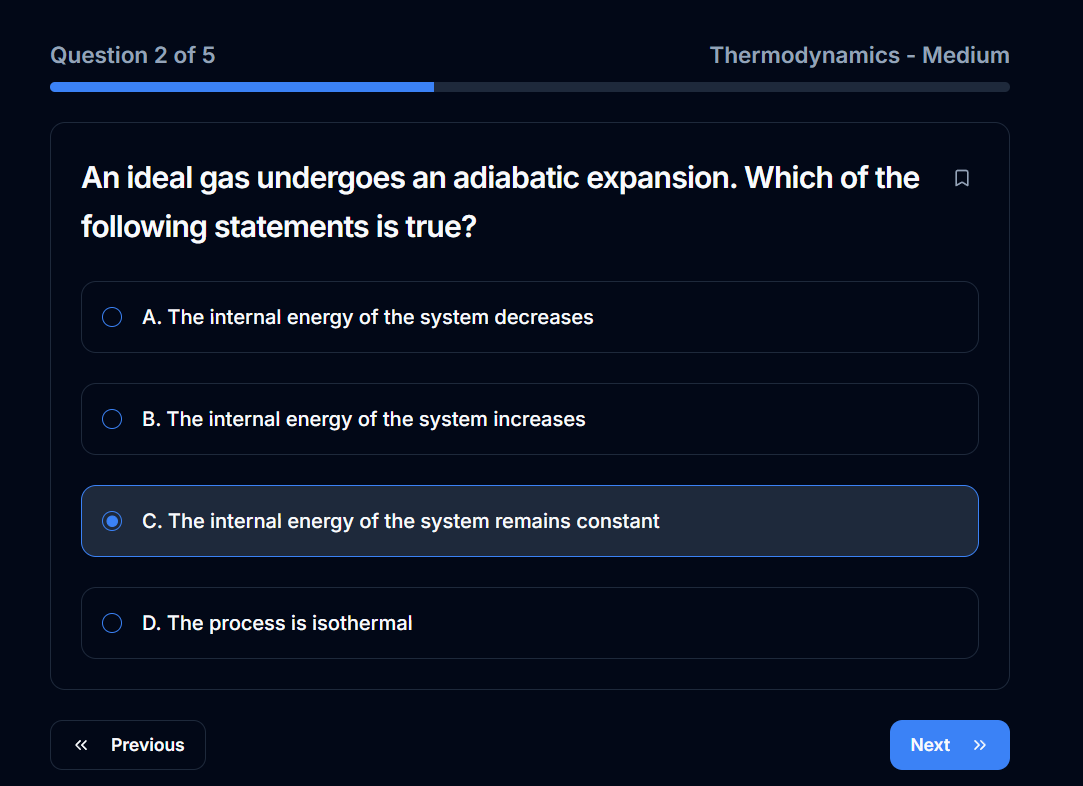 Question 2 of 5
Thermodynamics - Medium
An ideal gas undergoes an adiabatic expansion. Which of the
following statements is true?
A. The internal energy of the system decreases
B. The internal energy of the system increases
C. The internal energy of the system remains constant
D. The process is isothermal
Previous
Next